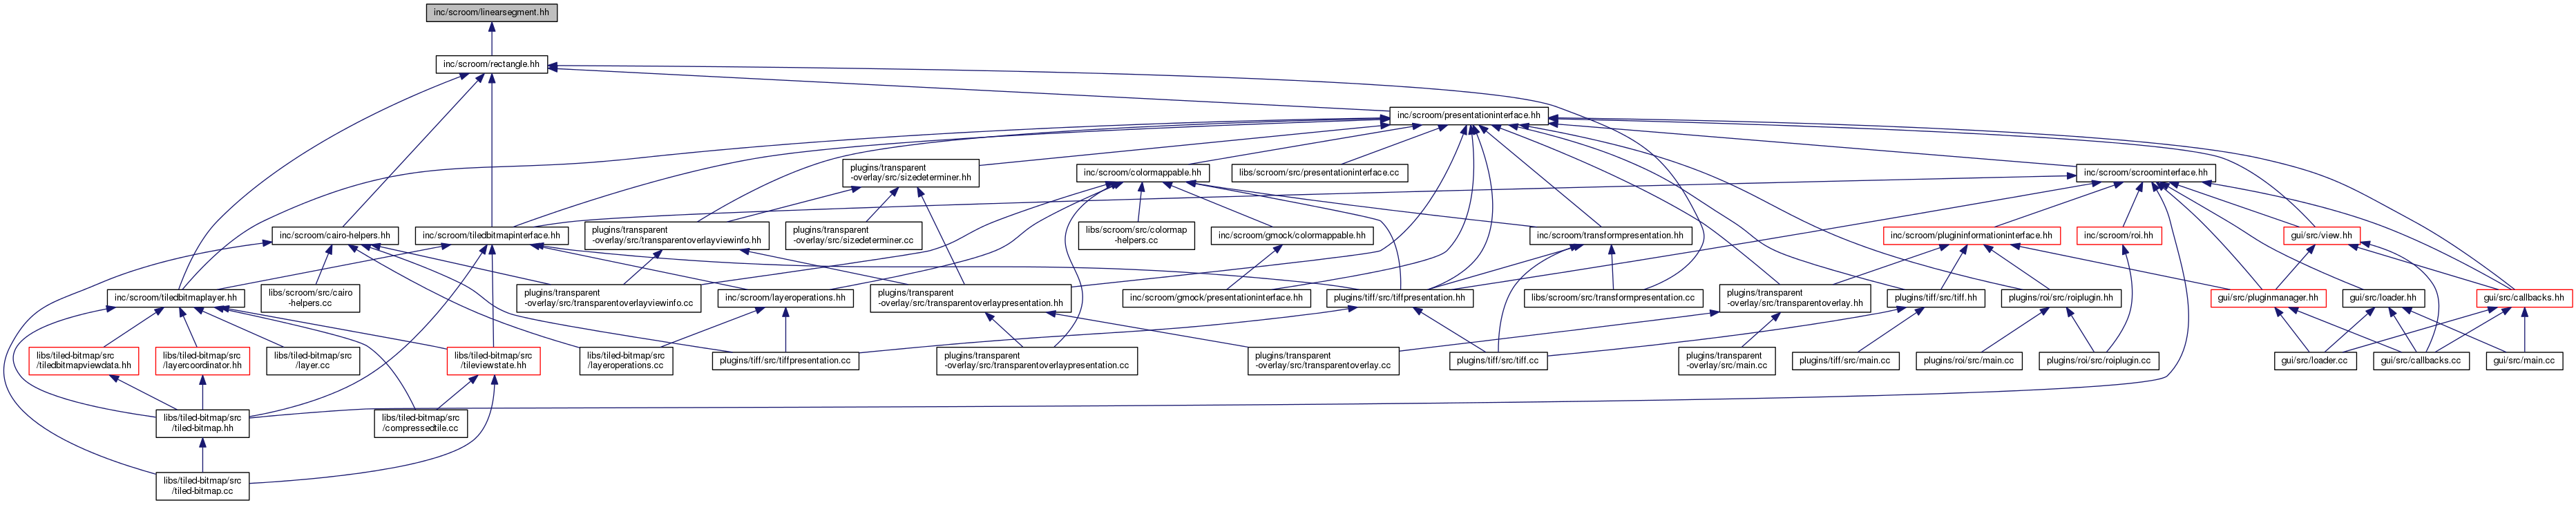 inc/scroom/linearsegment.hh
inc/scroom/rectangle.hh
inc/scroom/presentationinterface.hh
plugins/transparent
-overlay/src/sizedeterminer.hh
inc/scroom/colormappable.hh
libs/scroom/src/presentationinterface.cc
inc/scroom/scroominterface.hh
inc/scroom/cairo-helpers.hh
inc/scroom/tiledbitmapinterface.hh
plugins/transparent
-overlay/src/transparentoverlayviewinfo.hh
plugins/transparent
-overlay/src/sizedeterminer.cc
libs/scroom/src/colormap
-helpers.cc
inc/scroom/gmock/colormappable.hh
inc/scroom/transformpresentation.hh
inc/scroom/plugininformationinterface.hh
inc/scroom/roi.hh
gui/src/view.hh
inc/scroom/tiledbitmaplayer.hh
libs/scroom/src/cairo
-helpers.cc
plugins/transparent
-overlay/src/transparentoverlayviewinfo.cc
inc/scroom/layeroperations.hh
plugins/transparent
-overlay/src/transparentoverlaypresentation.hh
inc/scroom/gmock/presentationinterface.hh
plugins/tiff/src/tiffpresentation.hh
libs/scroom/src/transformpresentation.cc
plugins/transparent
-overlay/src/transparentoverlay.hh
plugins/tiff/src/tiff.hh
plugins/roi/src/roiplugin.hh
gui/src/pluginmanager.hh
gui/src/loader.hh
gui/src/callbacks.hh
libs/tiled-bitmap/src
/tiledbitmapviewdata.hh
libs/tiled-bitmap/src
/layercoordinator.hh
libs/tiled-bitmap/src
/layer.cc
libs/tiled-bitmap/src
/tileviewstate.hh
libs/tiled-bitmap/src
/layeroperations.cc
plugins/tiff/src/tiffpresentation.cc
plugins/transparent
-overlay/src/transparentoverlaypresentation.cc
plugins/transparent
-overlay/src/transparentoverlay.cc
plugins/tiff/src/tiff.cc
plugins/transparent
-overlay/src/main.cc
plugins/tiff/src/main.cc
plugins/roi/src/main.cc
plugins/roi/src/roiplugin.cc
gui/src/loader.cc
gui/src/callbacks.cc
gui/src/main.cc
libs/tiled-bitmap/src
/tiled-bitmap.hh
libs/tiled-bitmap/src
/compressedtile.cc
libs/tiled-bitmap/src
/tiled-bitmap.cc